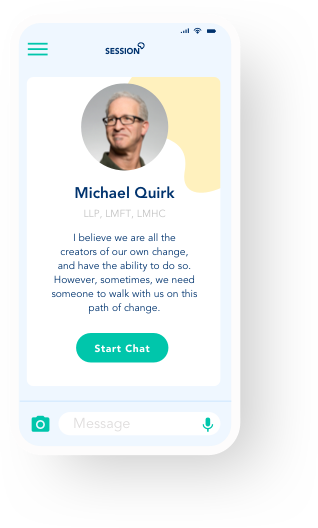 SESSION
Michael Quirk
LLP, LMFT, LMHC
I believe we are all the
creators of our own change,
and have the ability to do so.
However, sometimes, we need
someone to walk with us on this
path of change.
Start Chat
Message